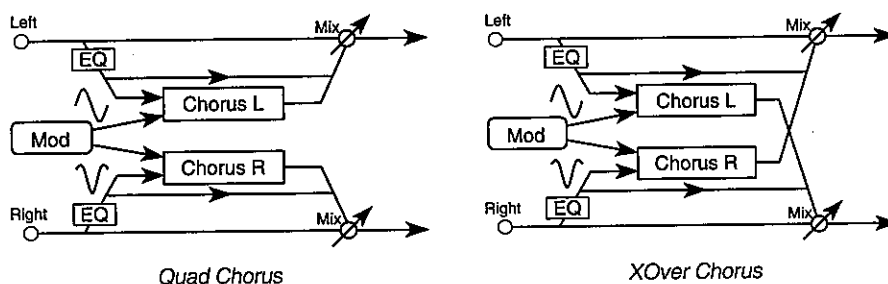 Left
Mix
EQ
Chorus L
Mod
Chorus R
EQ
Right
Mix
Quad Chorus
Left
Mix
EQ
Chorus L
Mod
Chorus R
EQ
Right
Mix
XOver Chorus